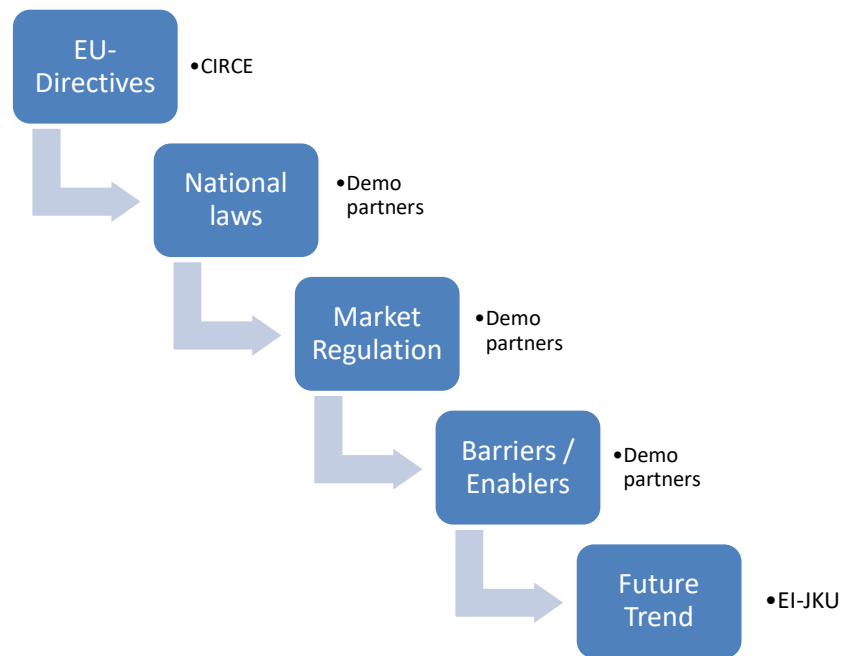 EU-
Directives
•CIRCE
National
laws
•Demo
partners
Market
Regulation
•Demo
partners
Barriers /
Enablers
•Demo
partners
Future
Trend
•EI-JKU